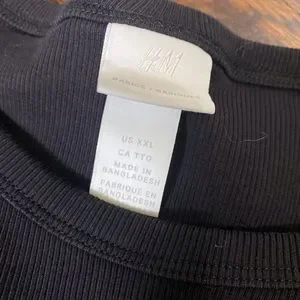 H&M
US XXL
CA TTG
MADE IN
BANGLADESH
FABRIQUÉ EN
BANGLADESH